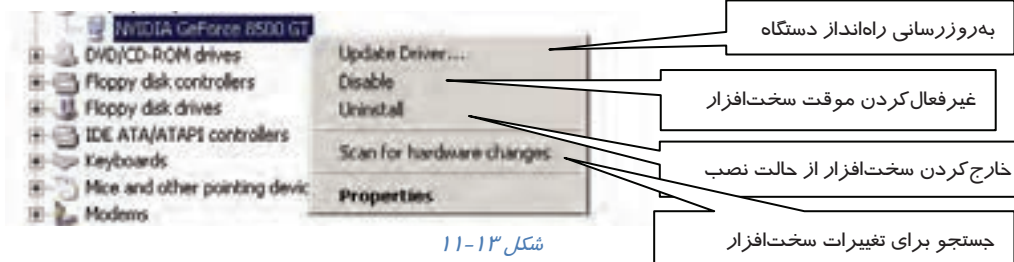 NVIDIA GeForce 8500 GT
DVD/CD-ROM drives
Floppy disk controllers
Floppy disk drives
IDE ATA/ATAPI controllers
Keyboards
Mice and other pointing devic
Modems
Update Driver....
Disable
Uninstall
Scan for hardware changes
Properties
به‌روزرسانی راه‌انداز دستگاه
غیرفعال‌کردن موقت سخت‌افزار
خارج‌کردن سخت‌افزار از حالت نصب
جستجو برای تغییرات سخت‌افزار
شکل ۱۳-۱۱